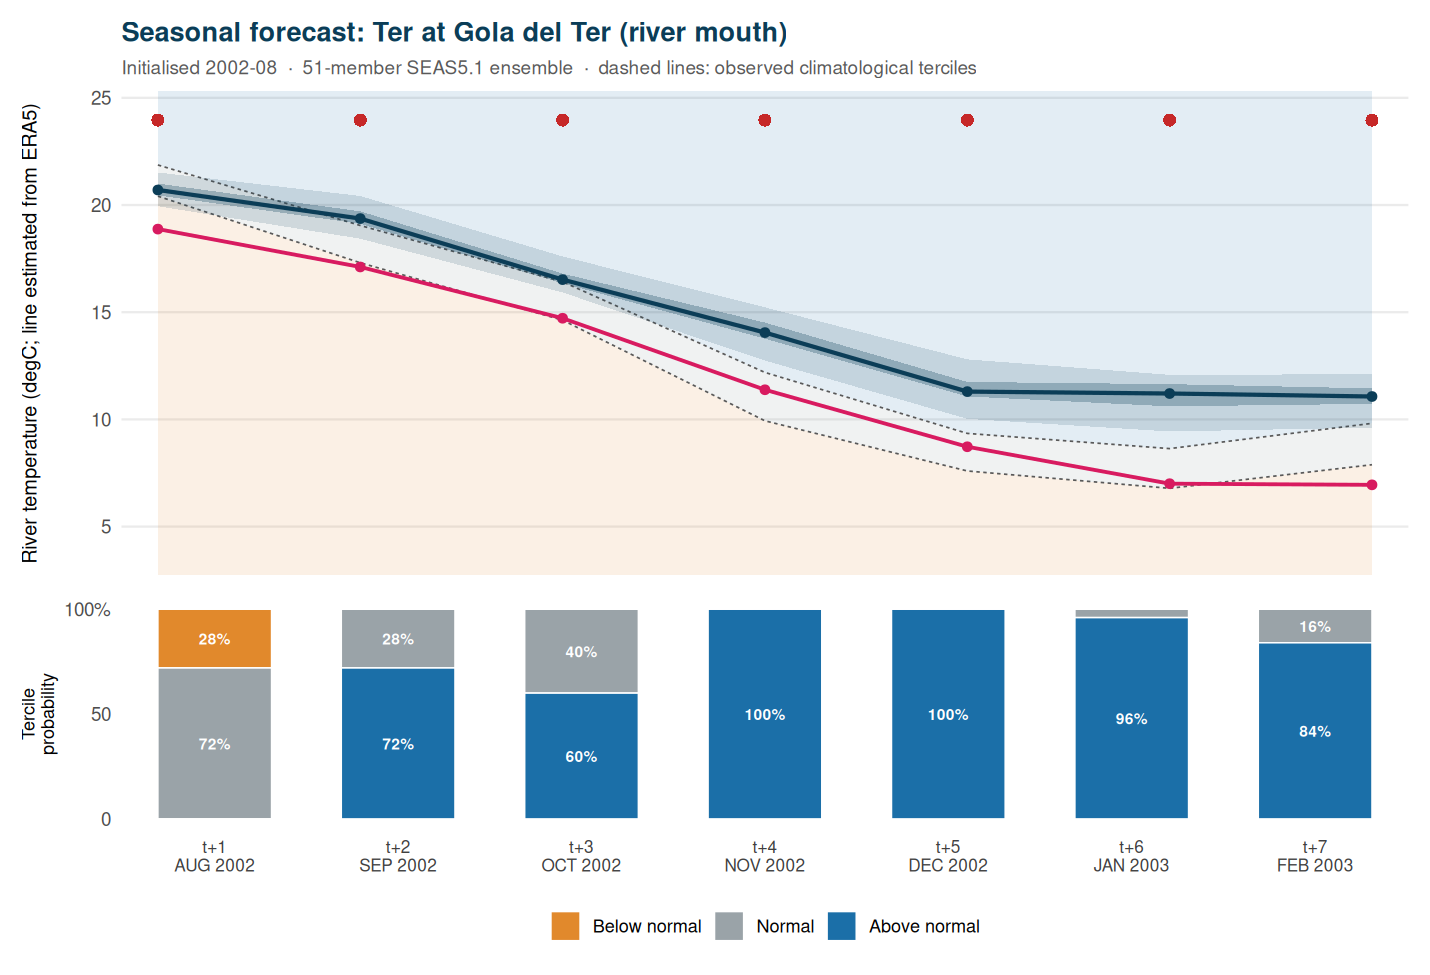 Seasonal forecast: Ter at Gola del Ter (river mouth)
Initialised 2002-08 · 51-member SEAS5.1 ensemble · dashed lines: observed climatological terciles
River temperature (degC; line estimated from ERA5)
25
20
15
10
5
Tercile
probability
100%
50
0
28%
72%
28%
72%
40%
60%
100%
100%
96%
16%
84%
t+1
AUG 2002
t+2
SEP 2002
t+3
OCT 2002
t+4
NOV 2002
t+5
DEC 2002
t+6
JAN 2003
t+7
FEB 2003
Below normal
Normal
Above normal